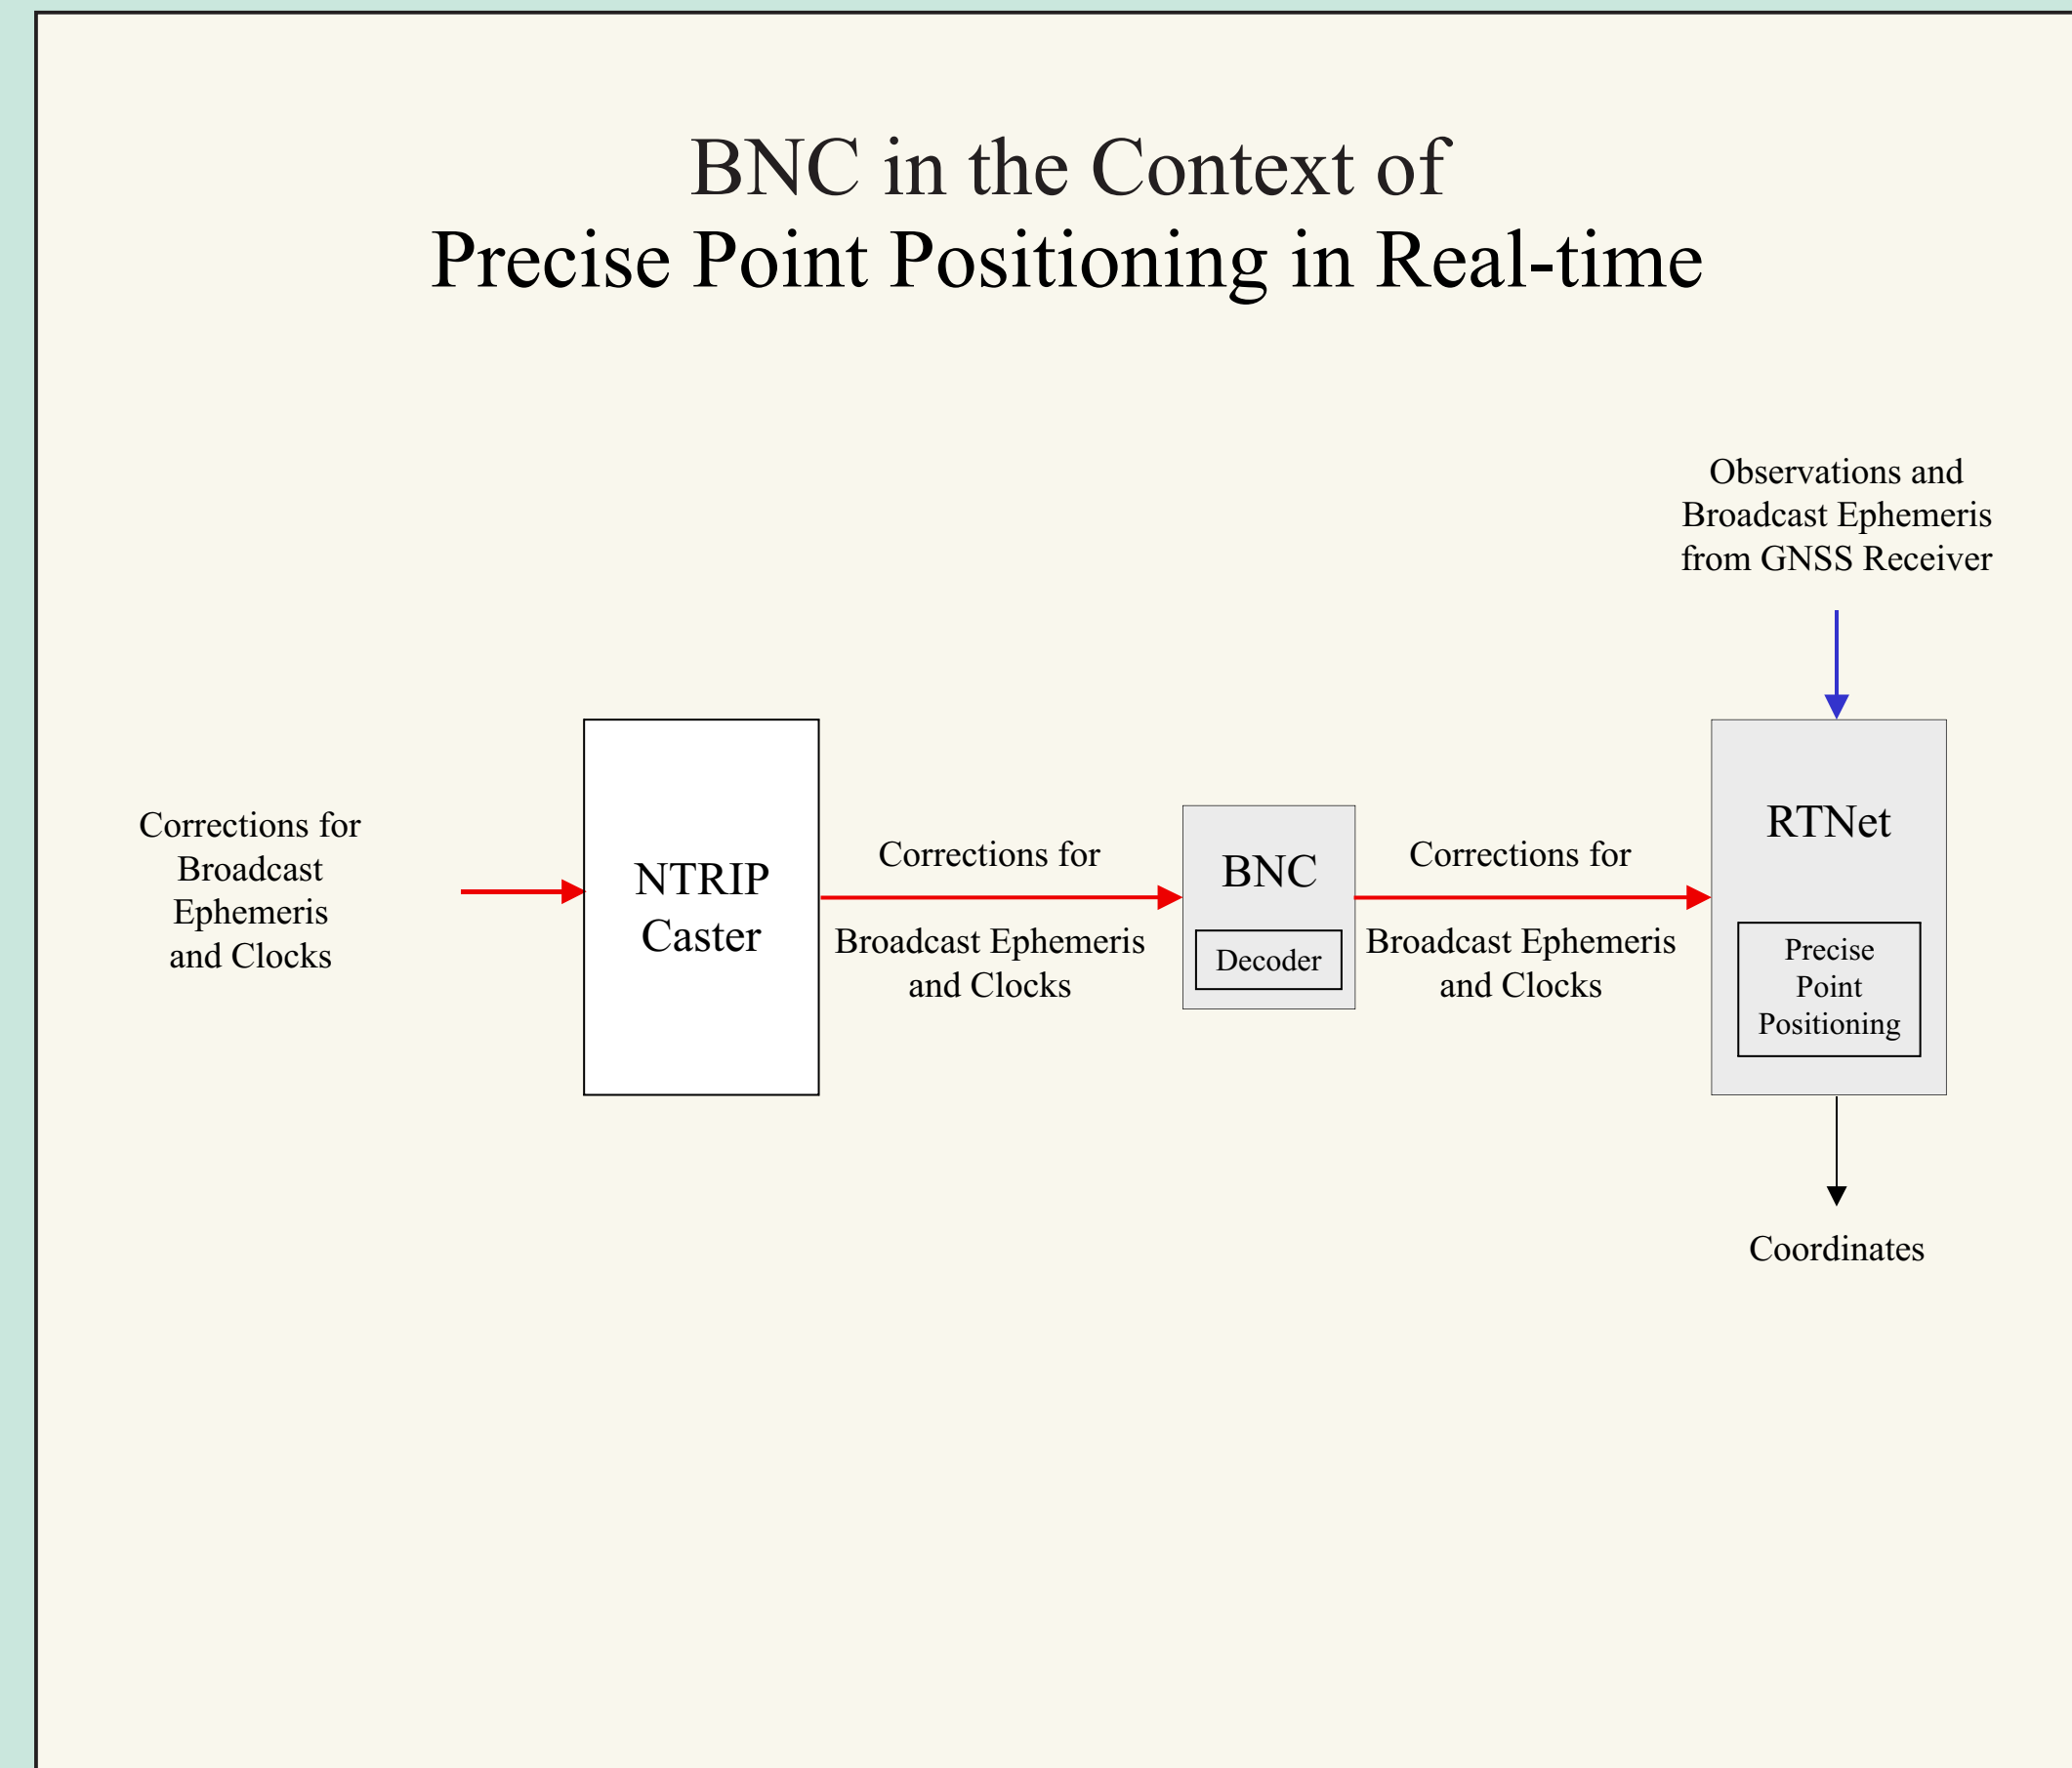 BNC in the Context of
Precise Point Positioning in Real-time
Observations and
Broadcast Ephemeris
from GNSS Receiver
Corrections for
Broadcast
Ephemeris
and Clocks
NTRIP
Caster
Corrections for
Broadcast Ephemeris
and Clocks
BNC
Decoder
Corrections for
Broadcast Ephemeris
and Clocks
RTNet
Precise
Point
Positioning
Coordinates